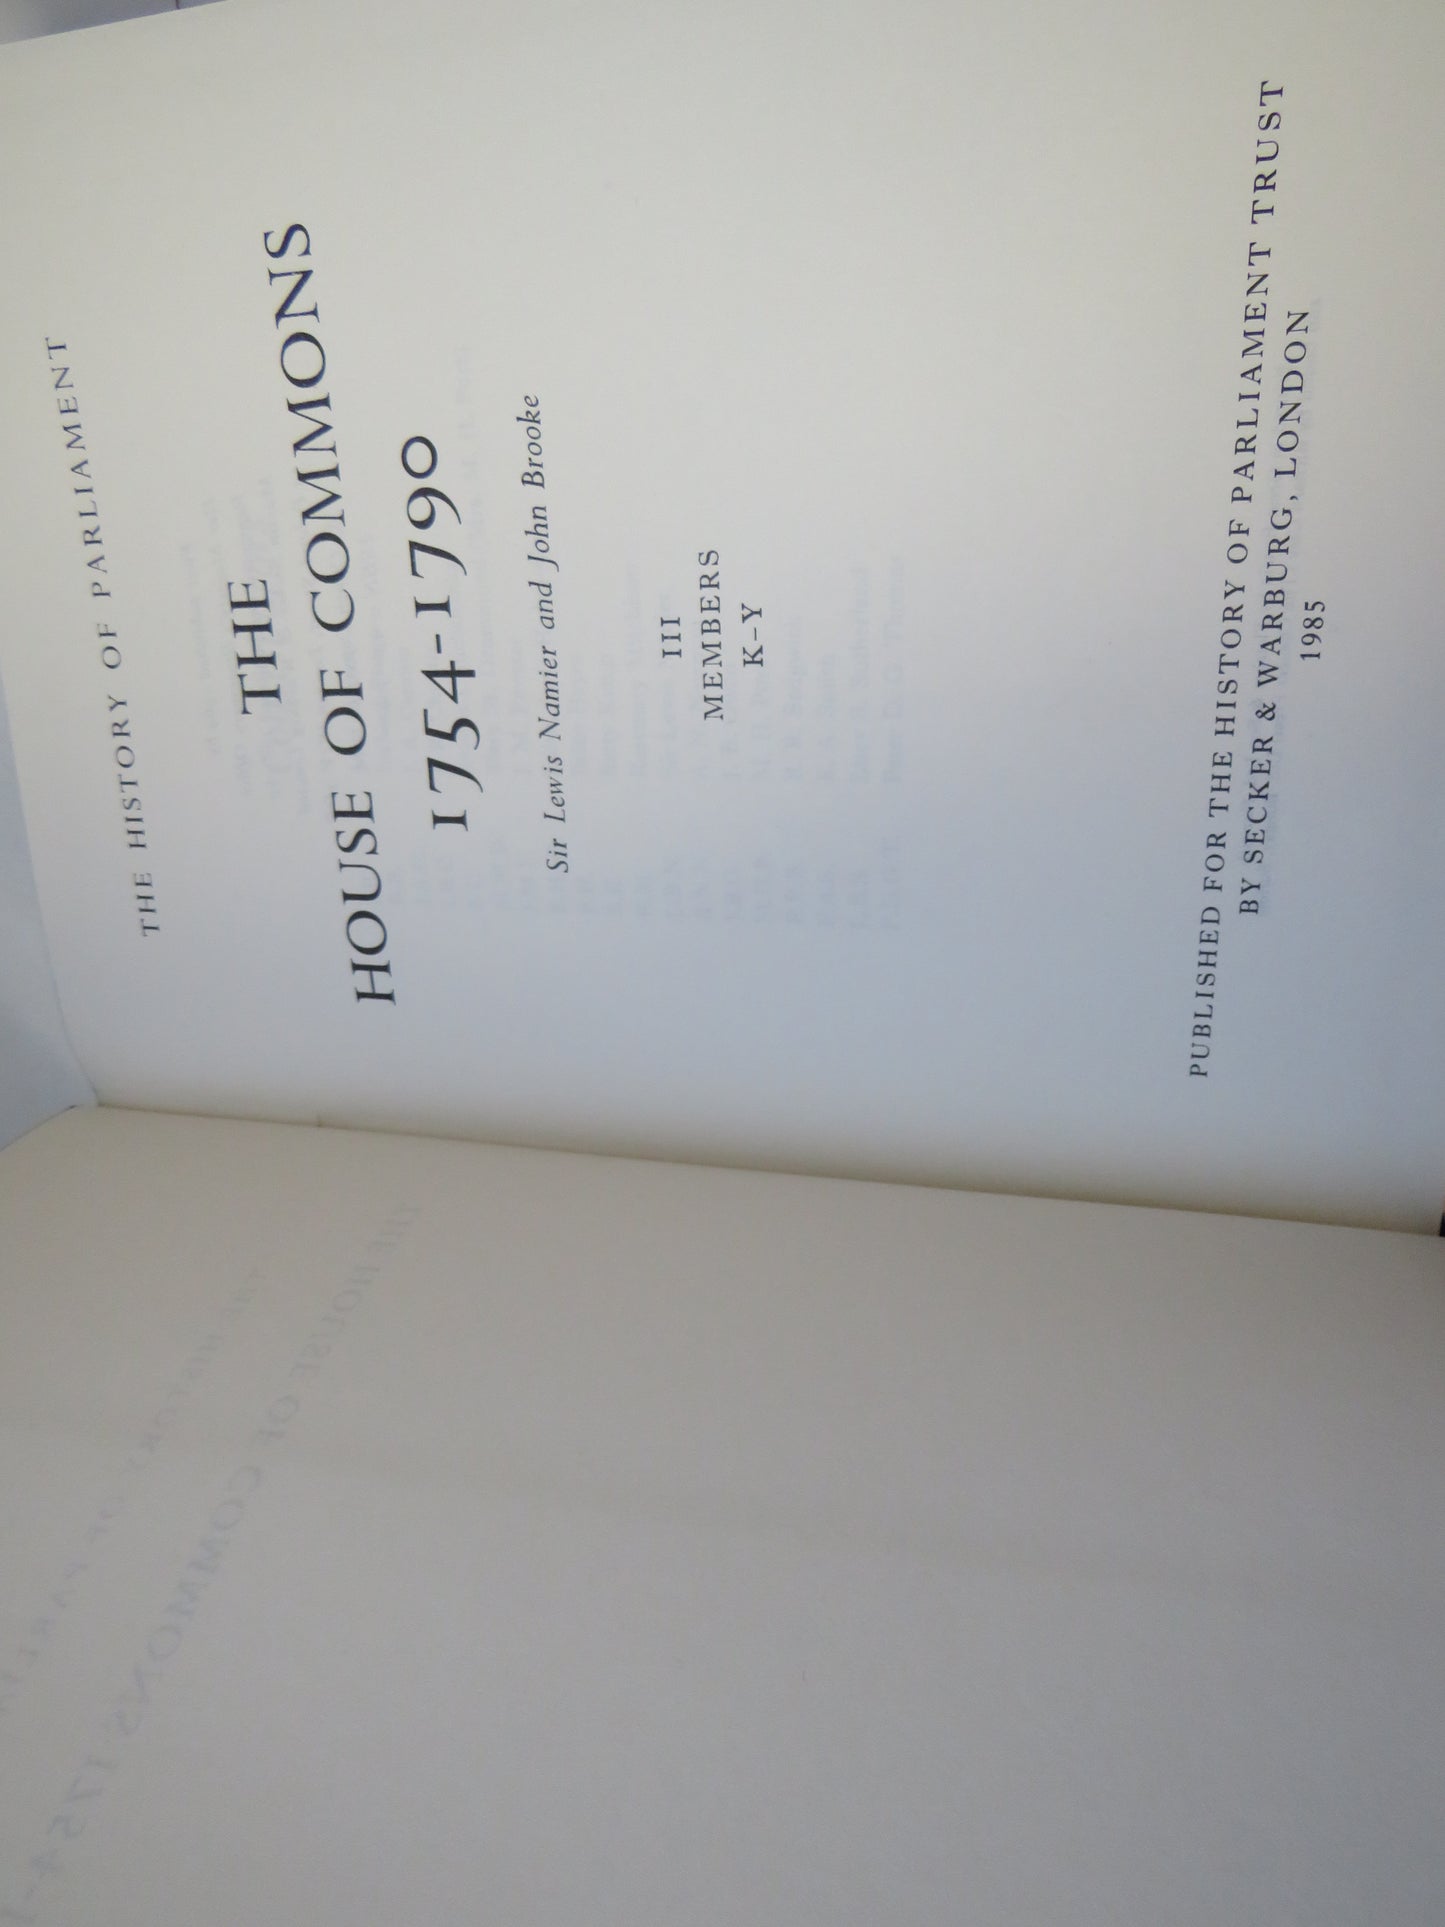 THE HISTORY OF PARLIAMENT
THE
HOUSE OF COMMONS
1754-1790
Sir Lewis Namier and John Brooke
III
MEMBERS
K–Y
PUBLISHED FOR THE HISTORY OF PARLIAMENT TRUST
BY SECKER & WARBURG, LONDON
1985